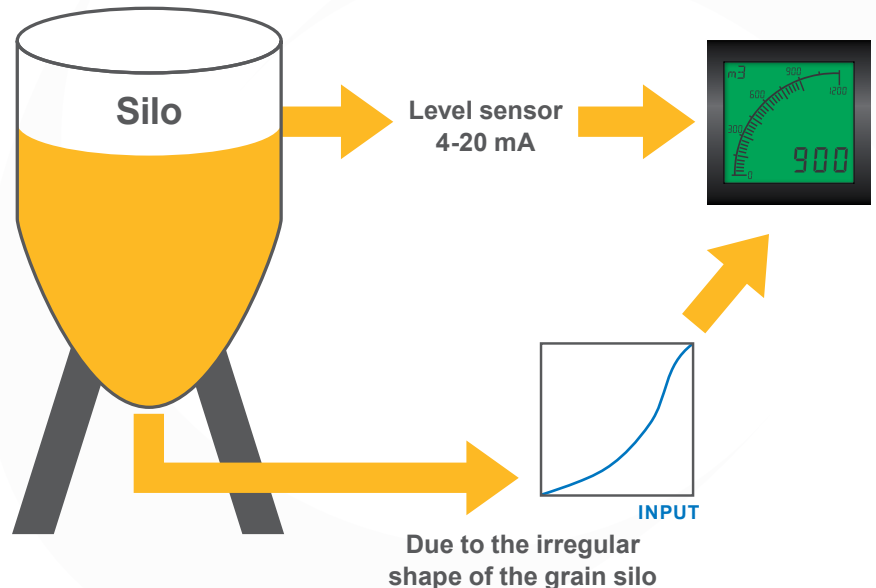 Silo
Level sensor
4-20 mA
m3
0
300
600
900
1200
900
INPUT
Due to the irregular
shape of the grain silo